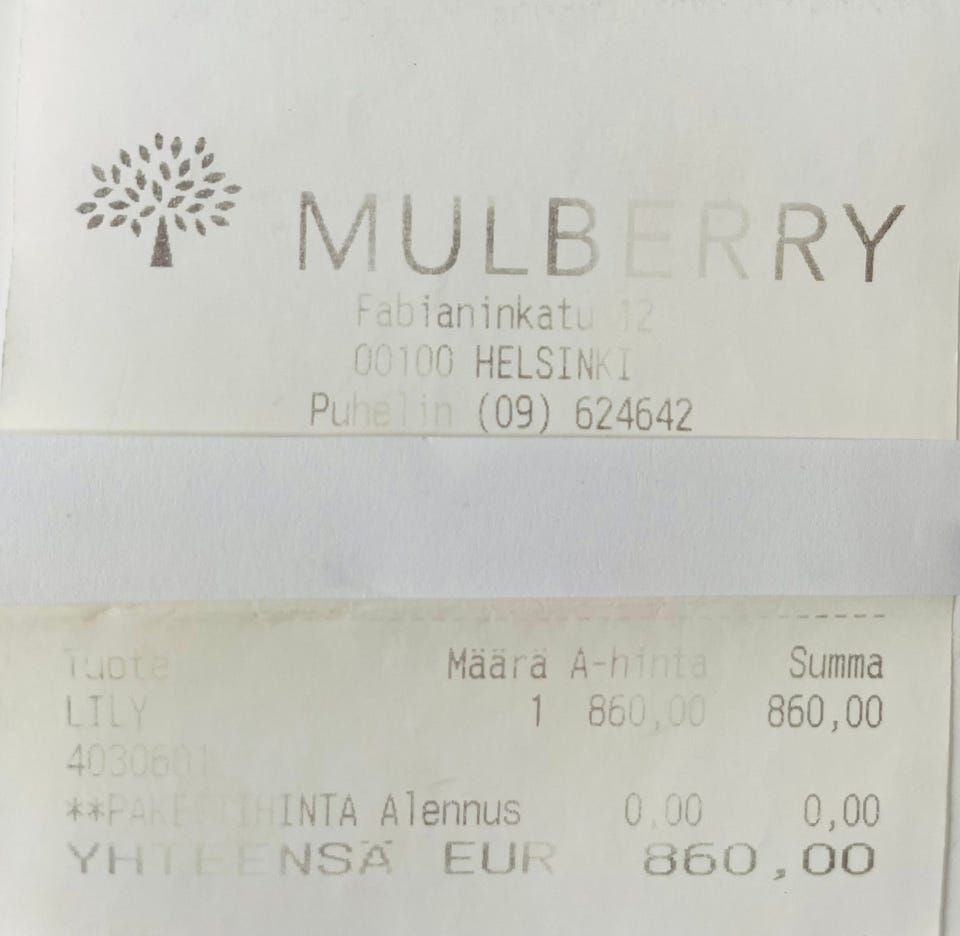 MULBERRY
Fabianinkatu 12
00100 HELSINKI
Puhelin (09) 624642
Tuote Määrä A-hinta Summa
LILY 1 860,00 860,00
4030601
**PAKETTIHINTA Alennus 0,00 0,00
YHTEENSÄ EUR 860,00